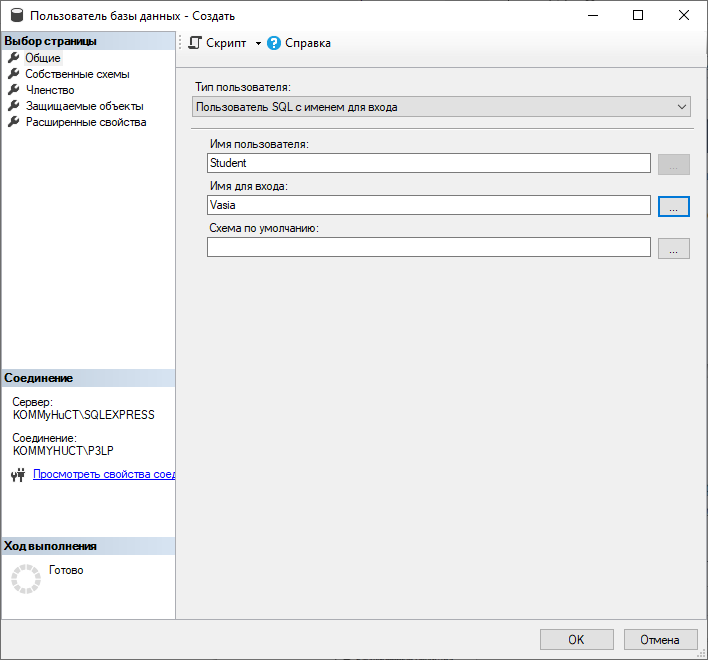 Пользователь базы данных - Создать
Выбор страницы
Общие
Собственные схемы
Членство
Защищаемые объекты
Расширенные свойства
Скрипт
Справка
Тип пользователя:
Пользователь SQL с именем для входа
Имя пользователя:
Student
...
Имя для входа:
Vasia
...
Схема по умолчанию:
...
Соединение
Сервер:
KOMMyHuCT\SQLEXPRESS
Соединение:
KOMMYHUCT\P3LP
Просмотреть свойства соед
Ход выполнения
Готово
OK
Отмена